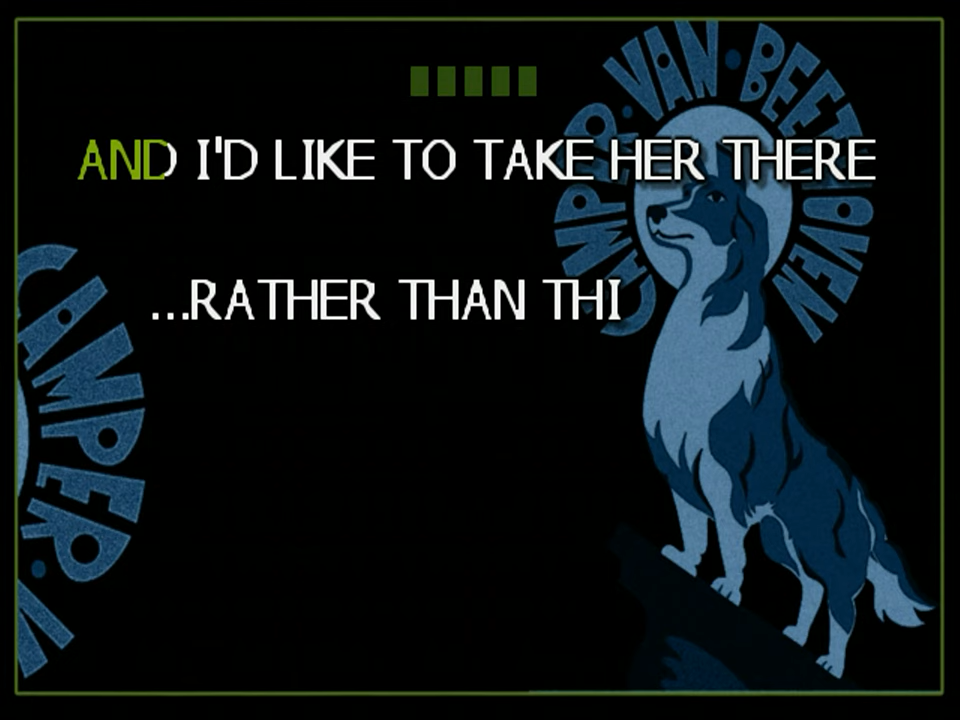 CAMPER · VAN · BEETHOVEN
AND I'D LIKE TO TAKE HER THERE
...RATHER THAN THI
CAMPER · V